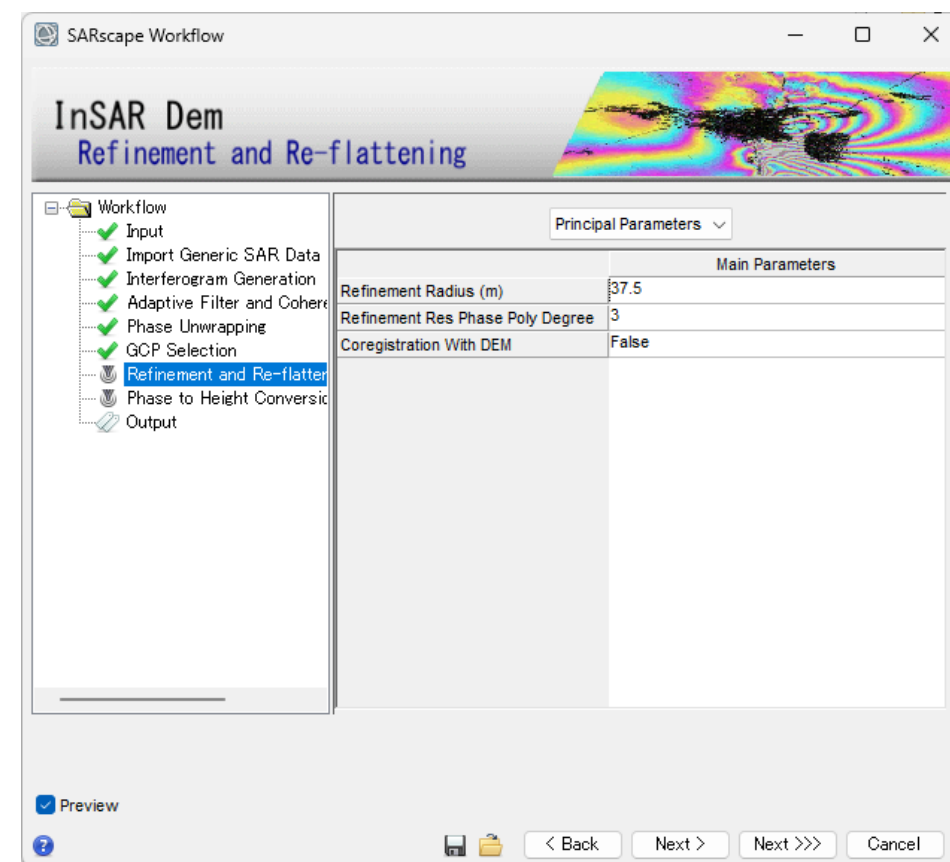 SARscape Workflow
InSAR Dem
Refinement and Re-flattening
Workflow
Input
Import Generic SAR Data
Interferogram Generation
Adaptive Filter and Cohere
Phase Unwrapping
GCP Selection
Refinement and Re-flatter
Phase to Height Conversic
Output
Principal Parameters
Main Parameters
Refinement Radius (m) 37.5
Refinement Res Phase Poly Degree 3
Coregistration With DEM False
Preview
? < Back Next > Next >>> Cancel